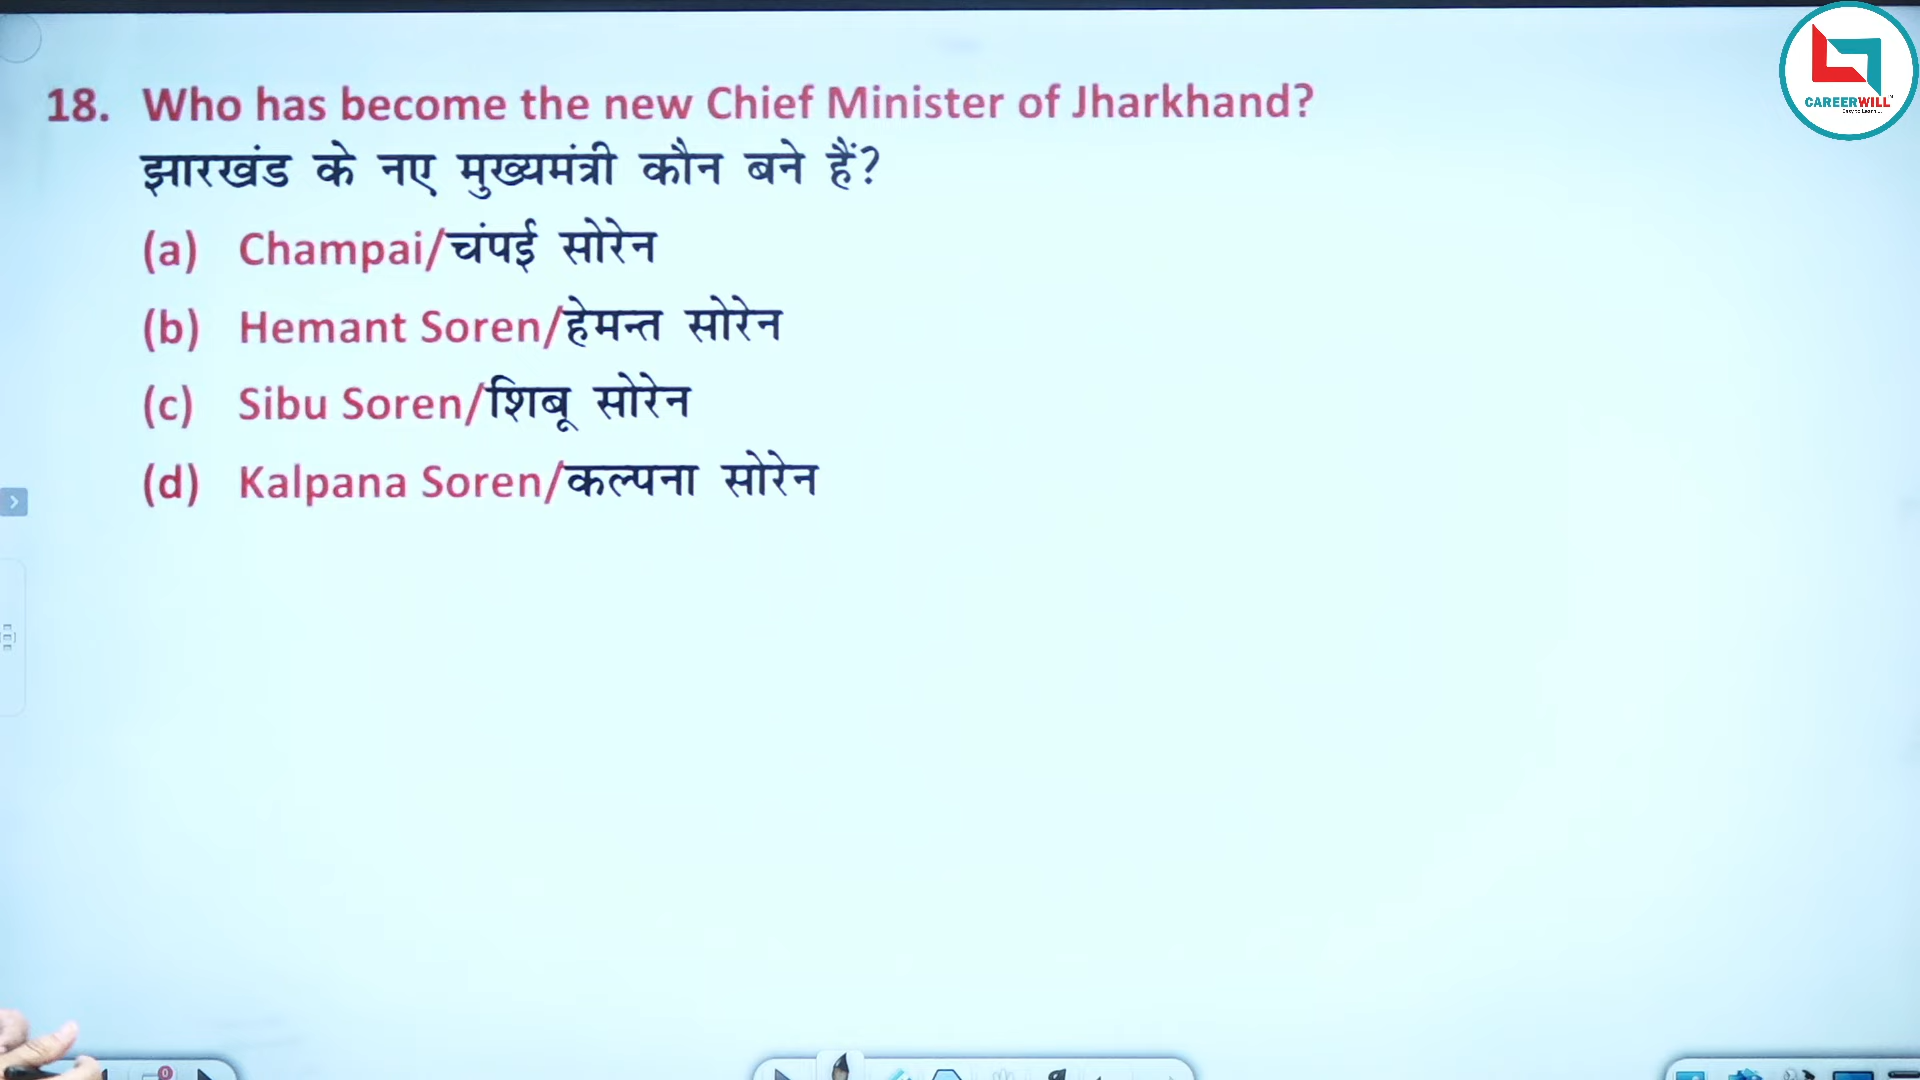 18. Who has become the new Chief Minister of Jharkhand?
झारखंड के नए मुख्यमंत्री कौन बने हैं?
(a) Champai/चंपई सोरेन
(b) Hemant Soren/हेमन्त सोरेन
(c) Sibu Soren/शिबू सोरेन
(d) Kalpana Soren/कल्पना सोरेन
CAREERWILL
0